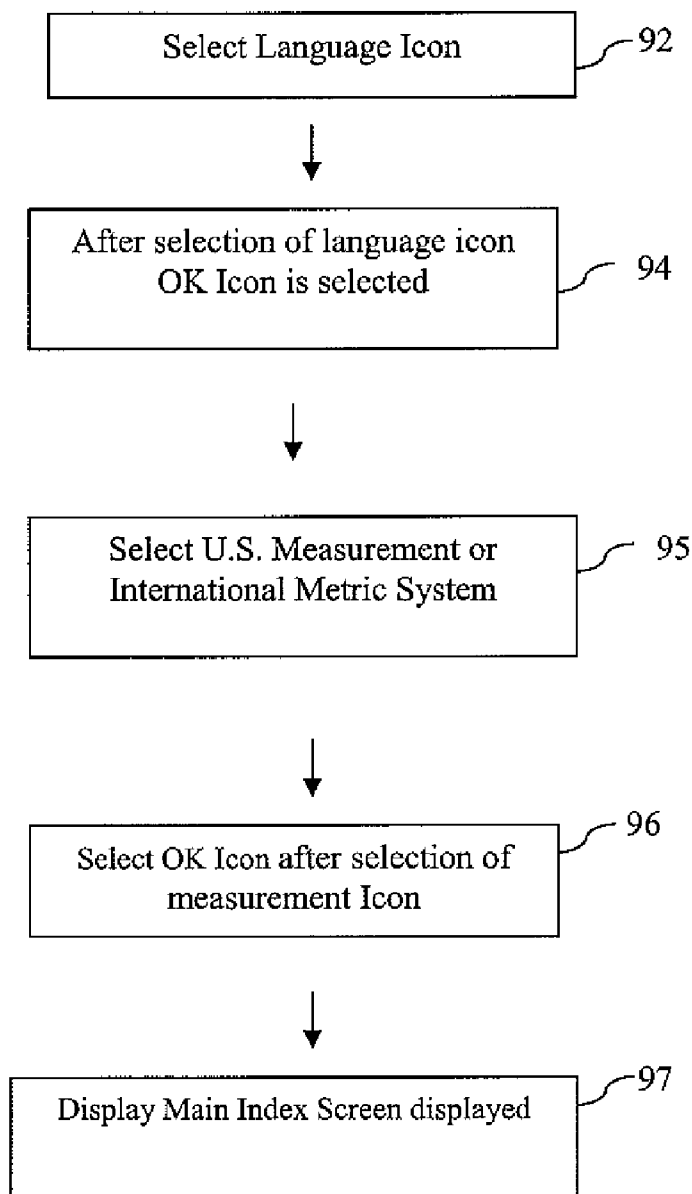 Select Language Icon
92
After selection of language icon
OK Icon is selected
94
Select U.S. Measurement or
International Metric System
95
Select OK Icon after selection of
measurement Icon
96
Display Main Index Screen displayed
97